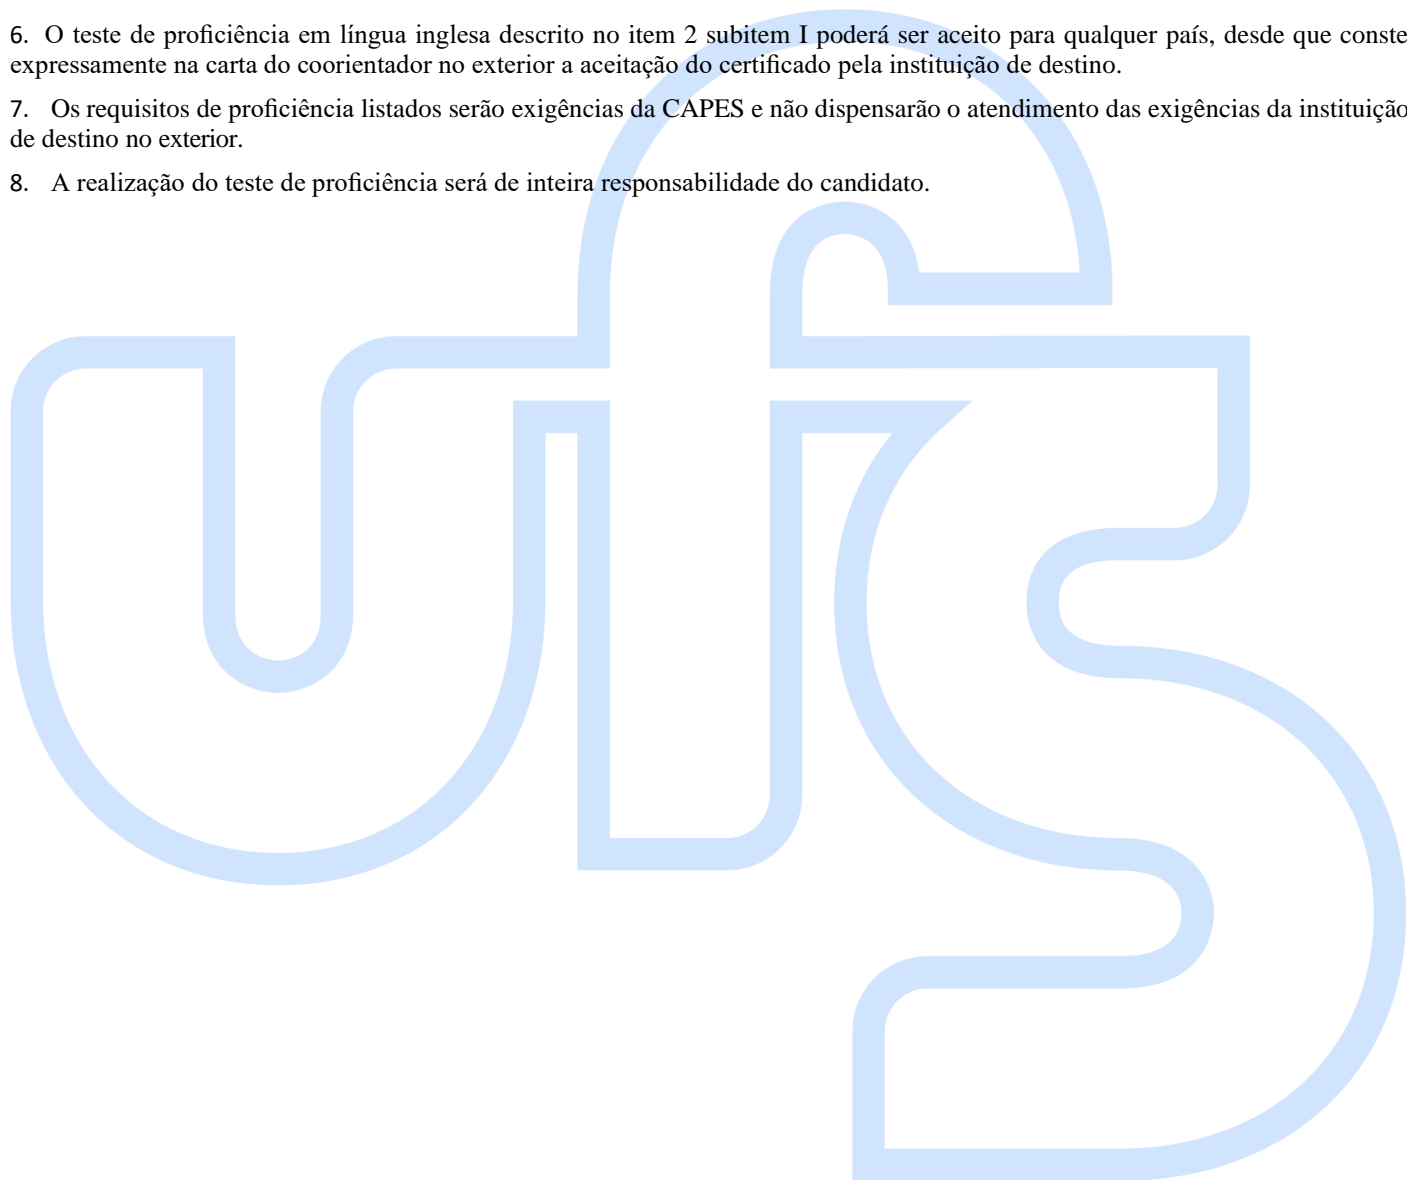 6. O teste de proficiência em língua inglesa descrito no item 2 subitem I poderá ser aceito para qualquer país, desde que conste
expressamente na carta do coorientador no exterior a aceitação do certificado pela instituição de destino.
7. Os requisitos de proficiência listados serão exigências da CAPES e não dispensarão o atendimento das exigências da instituição
de destino no exterior.
8. A realização do teste de proficiência será de inteira responsabilidade do candidato.
ufs